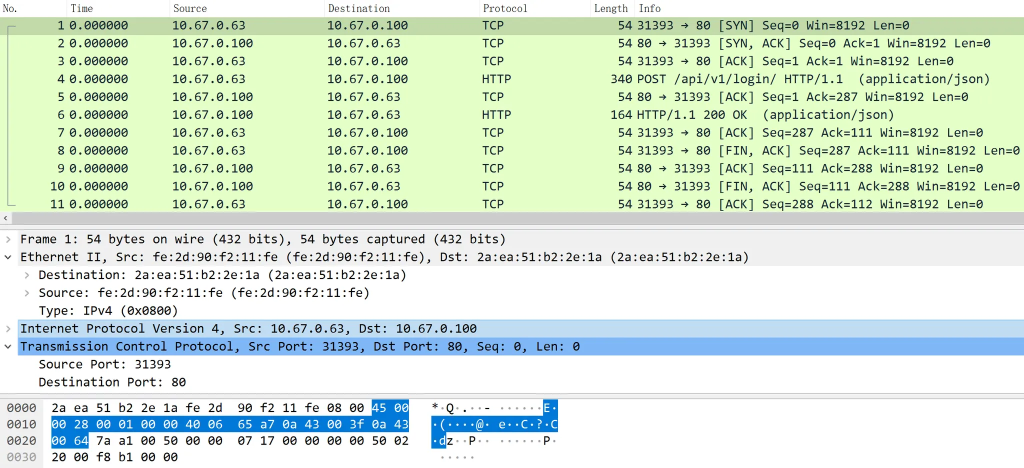 No. Time Source Destination Protocol Length Info
1 0.000000 10.67.0.63 10.67.0.100 TCP 54 31393 → 80 [SYN] Seq=0 Win=8192 Len=0
2 0.000000 10.67.0.100 10.67.0.63 TCP 54 80 → 31393 [SYN, ACK] Seq=0 Ack=1 Win=8192 Len=0
3 0.000000 10.67.0.63 10.67.0.100 TCP 54 31393 → 80 [ACK] Seq=1 Ack=1 Win=8192 Len=0
4 0.000000 10.67.0.63 10.67.0.100 HTTP 340 POST /api/v1/login/ HTTP/1.1  (application/json)
5 0.000000 10.67.0.100 10.67.0.63 TCP 54 80 → 31393 [ACK] Seq=1 Ack=287 Win=8192 Len=0
6 0.000000 10.67.0.100 10.67.0.63 HTTP 164 HTTP/1.1 200 OK  (application/json)
7 0.000000 10.67.0.63 10.67.0.100 TCP 54 31393 → 80 [ACK] Seq=287 Ack=111 Win=8192 Len=0
8 0.000000 10.67.0.63 10.67.0.100 TCP 54 31393 → 80 [FIN, ACK] Seq=287 Ack=111 Win=8192 Len=0
9 0.000000 10.67.0.100 10.67.0.63 TCP 54 80 → 31393 [ACK] Seq=111 Ack=288 Win=8192 Len=0
10 0.000000 10.67.0.100 10.67.0.63 TCP 54 80 → 31393 [FIN, ACK] Seq=111 Ack=288 Win=8192 Len=0
11 0.000000 10.67.0.63 10.67.0.100 TCP 54 31393 → 80 [ACK] Seq=288 Ack=112 Win=8192 Len=0
Frame 1: 54 bytes on wire (432 bits), 54 bytes captured (432 bits)
Ethernet II, Src: fe:2d:90:f2:11:fe (fe:2d:90:f2:11:fe), Dst: 2a:ea:51:b2:2e:1a (2a:ea:51:b2:2e:1a)
Destination: 2a:ea:51:b2:2e:1a (2a:ea:51:b2:2e:1a)
Source: fe:2d:90:f2:11:fe (fe:2d:90:f2:11:fe)
Type: IPv4 (0x0800)
Internet Protocol Version 4, Src: 10.67.0.63, Dst: 10.67.0.100
Transmission Control Protocol, Src Port: 31393, Dst Port: 80, Seq: 0, Len: 0
Source Port: 31393
Destination Port: 80
0000 2a ea 51 b2 2e 1a fe 2d 90 f2 11 fe 08 00 45 00 *·Q·.··- ······E·
0010 00 28 00 01 00 00 40 06 65 a7 0a 43 00 3f 0a 43 ·(····@· e··C·?·C
0020 00 64 7a a1 00 50 00 00 07 17 00 00 00 00 50 02 ·dz··P·· ······P·
0030 20 00 f8 b1 00 00 ·····